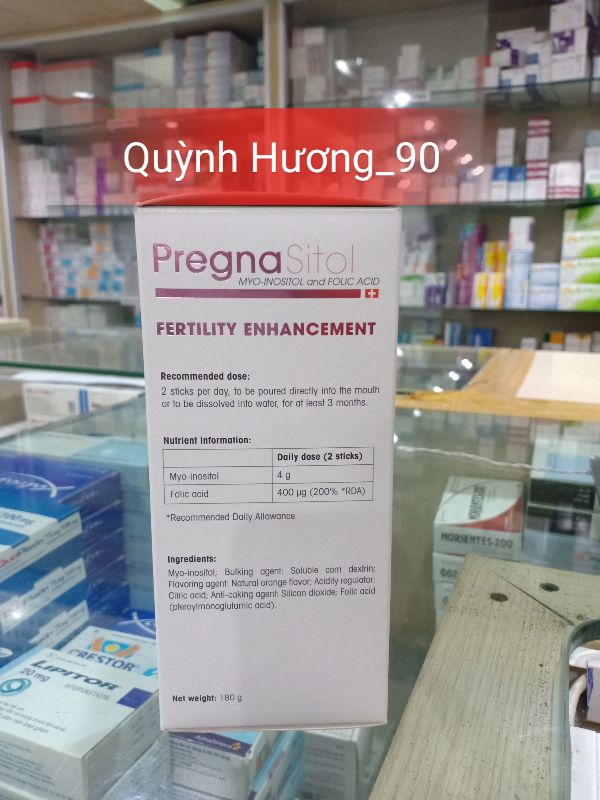 Quỳnh Hương_90
PregnaSitol
MYO-INOSITOL and FOLIC ACID
FERTILITY ENHANCEMENT
Recommended dose:
2 sticks per day, to be poured directly into the mouth
or to be dissolved into water, for at least 3 months.
Nutrient information:
Daily dose (2 sticks)
Myo-inositol 4 g
Folic acid 400 µg (200% *RDA)
*Recommended Daily Allowance
Ingredients:
Myo-inositol; Bulking agent: Soluble corn dextrin;
Flavoring agent: Natural orange flavor; Acidity regulator:
Citric acid; Anti-caking agent: Silicon dioxide; Folic acid
(pteroylmonoglutamic acid).
Net weight: 180 g
CRESTOR
20 mg
LIPITOR
AstraZeneca